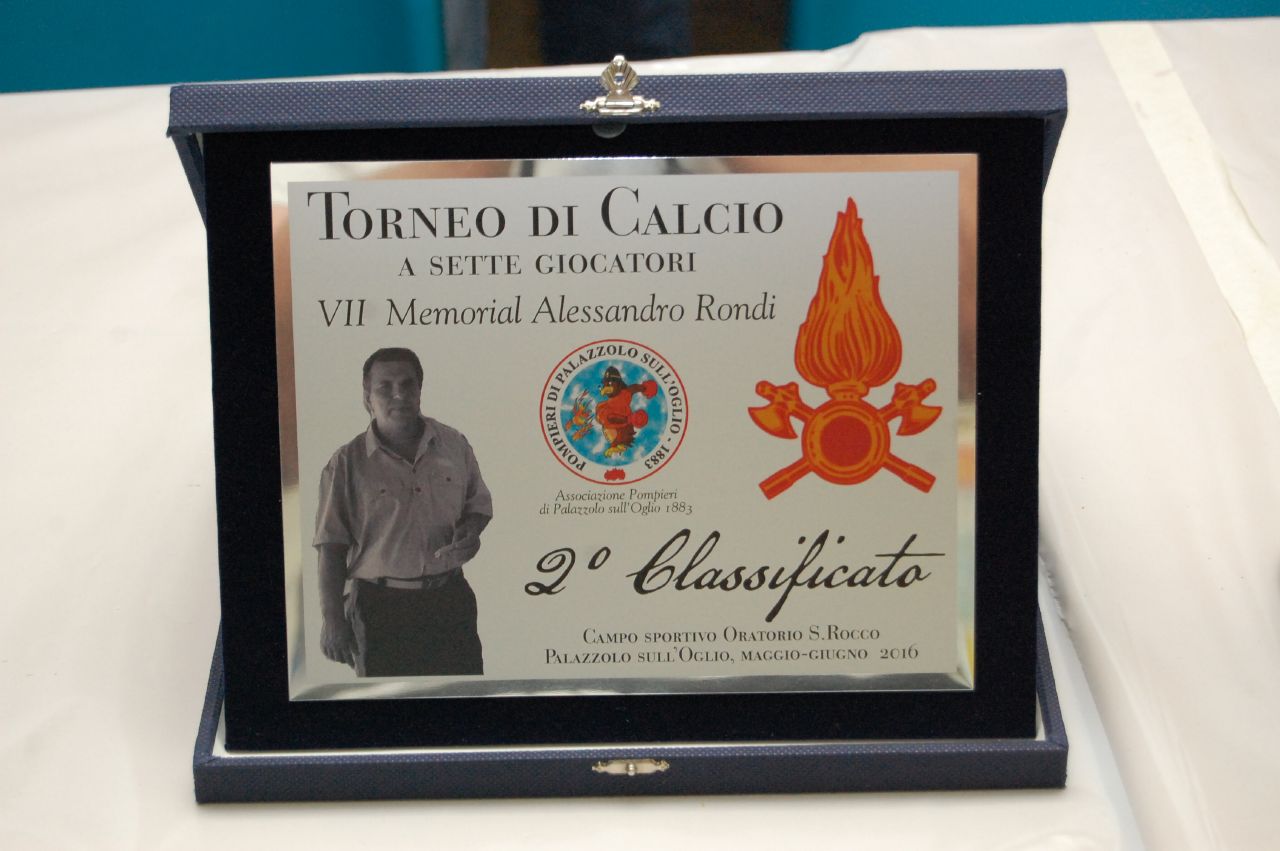 Torneo di Calcio
a sette giocatori
VII Memorial Alessandro Rondi
POMPIERI DI PALAZZOLO SULL'OGLIO - 1883
Associazione Pompieri
di Palazzolo sull'Oglio 1883
2° Classificato
Campo sportivo Oratorio S.Rocco
Palazzolo sull'Oglio, maggio-giugno 2016